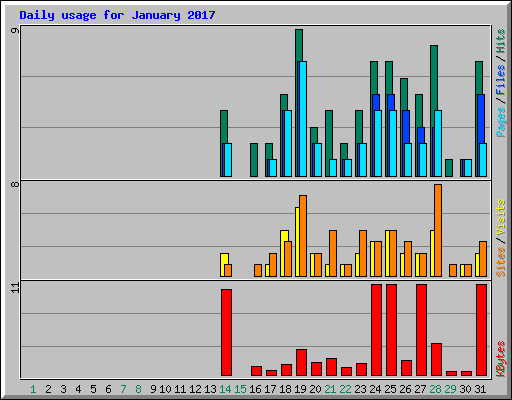 Daily usage for January 2017
9
Pages / Files / Hits
8
Sites / Visits
11
KBytes
1 2 3 4 5 6 7 8 9 10 11 12 13 14 15 16 17 18 19 20 21 22 23 24 25 26 27 28 29 30 31